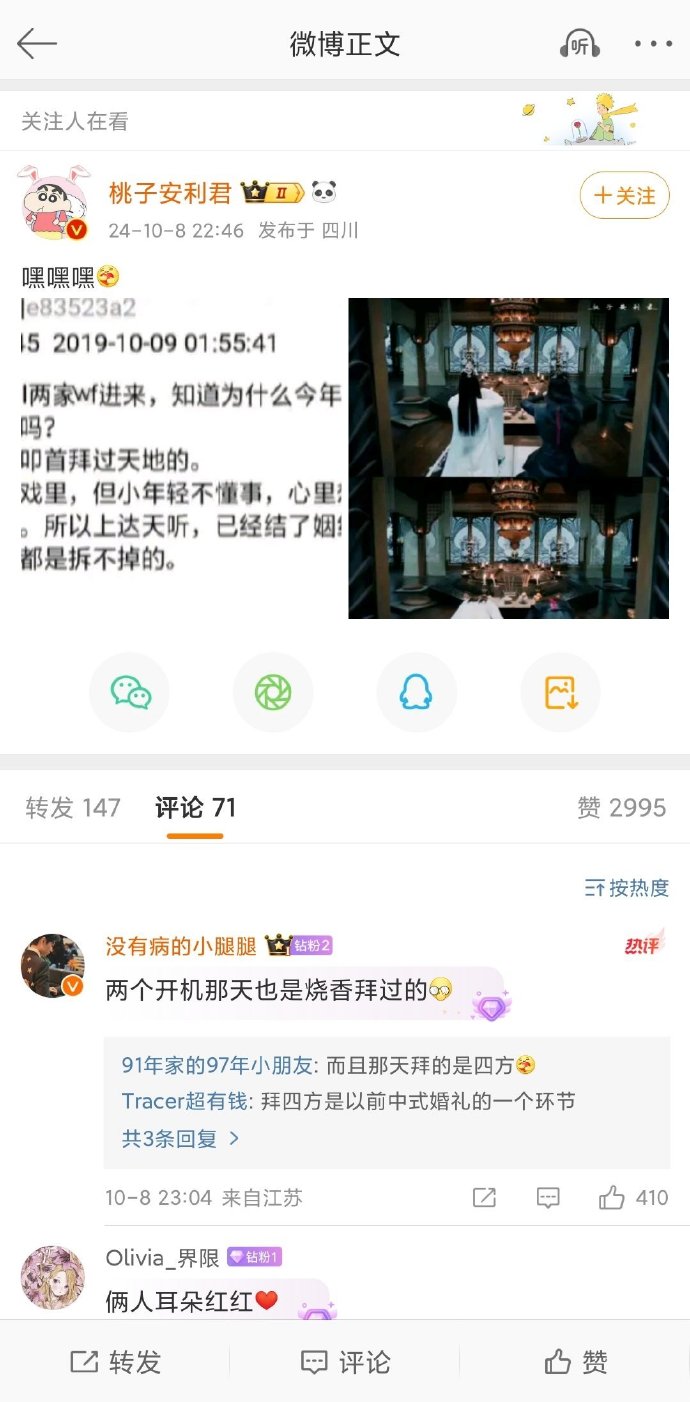 微博正文
听
关注人在看
桃子安利君
II
24-10-8 22:46 发布于 四川
+关注
嘿嘿嘿
e83523a2
45 2019-10-09 01:55:41
两家wf进来，知道为什么今年
吗？
叩首拜过天地的。
戏里，但小年轻不懂事，心里
。所以上达天听，已经结了姻
都是拆不掉的。
转发 147
评论 71
赞 2995
按热度
没有病的小腿腿
钻粉2
热评
两个开机那天也是烧香拜过的
91年家的97年小朋友: 而且那天拜的是四方
Tracer超有钱: 拜四方是以前中式婚礼的一个环节
共3条回复 >
10-8 23:04 来自江苏
410
Olivia_界限
钻粉1
俩人耳朵红红
转发
评论
赞